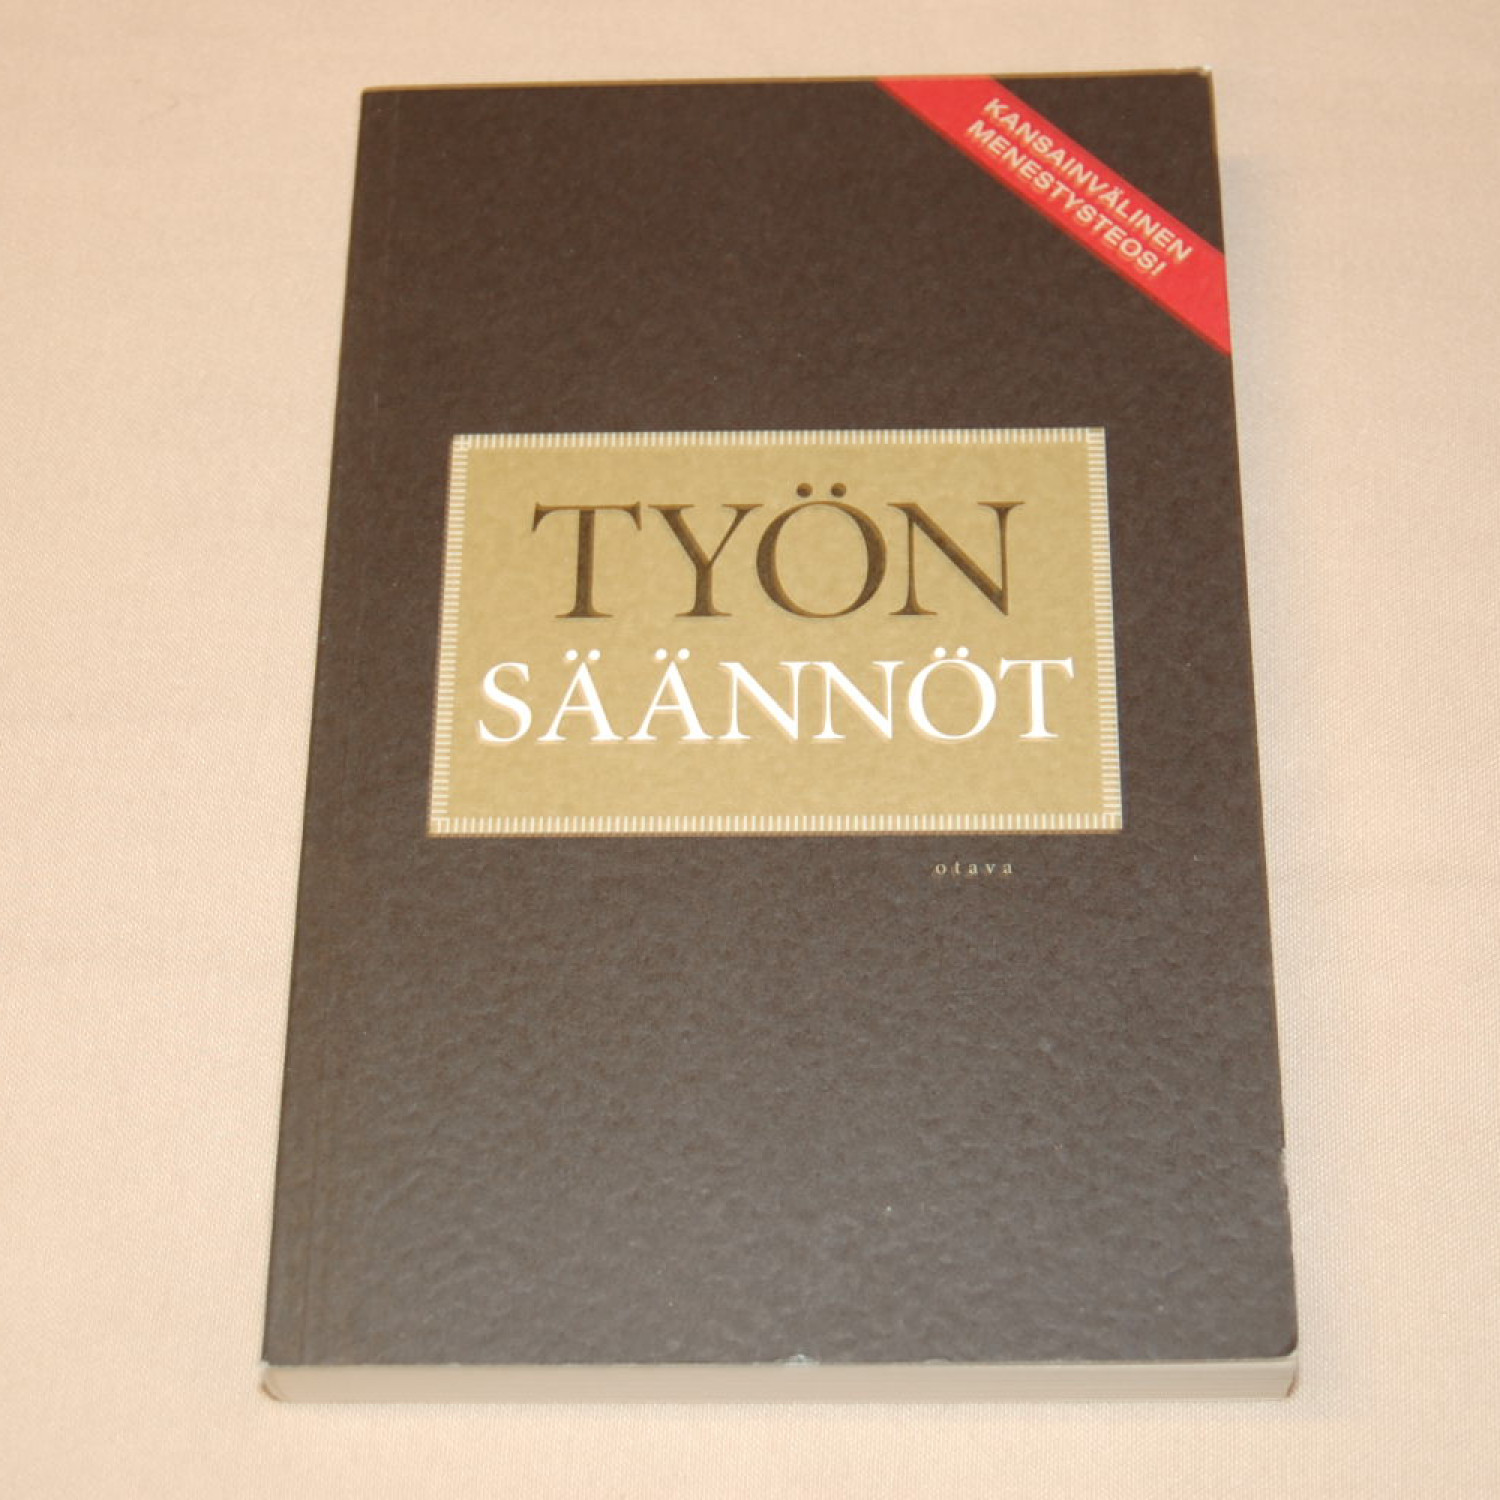 KANSAINVÄLINEN
MENESTYSTEOS!
TYÖN
SÄÄNNÖT
otava